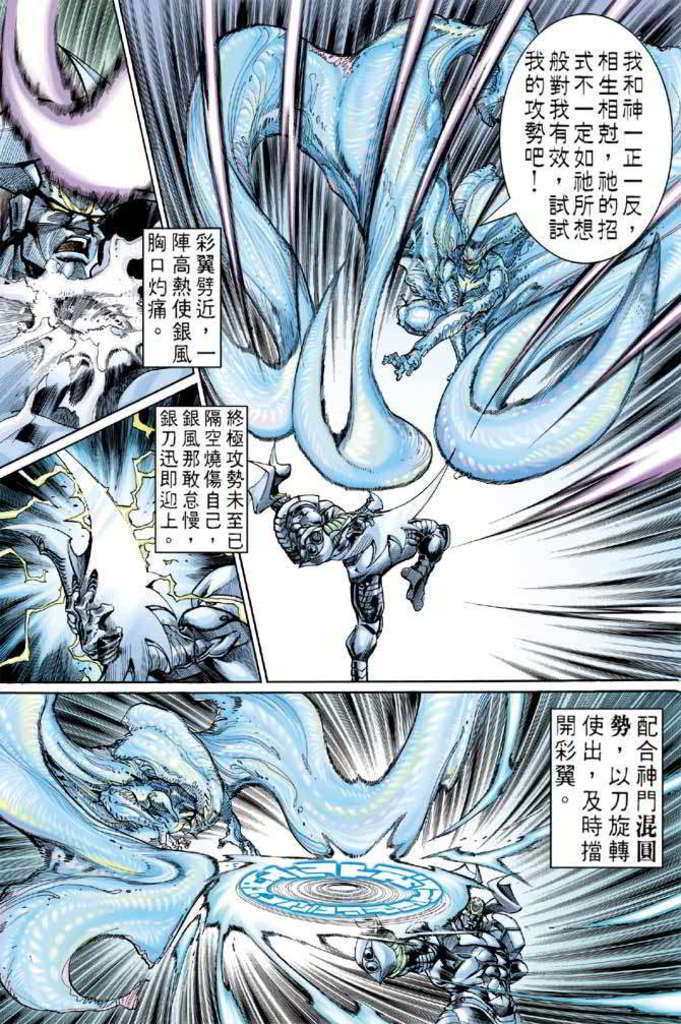 我和神一正一反，
相生相尅，祂的招
式不一定如祂所想
般對我有效，試試
我的攻勢吧！
彩翼劈近，一
陣高熱使銀風
胸口灼痛。
終極攻勢未至已
隔空燒傷自己，
銀風那敢怠慢，
銀刀迅即迎上。
配合神門混圓
勢，以刀旋轉
使出，及時擋
開彩翼。